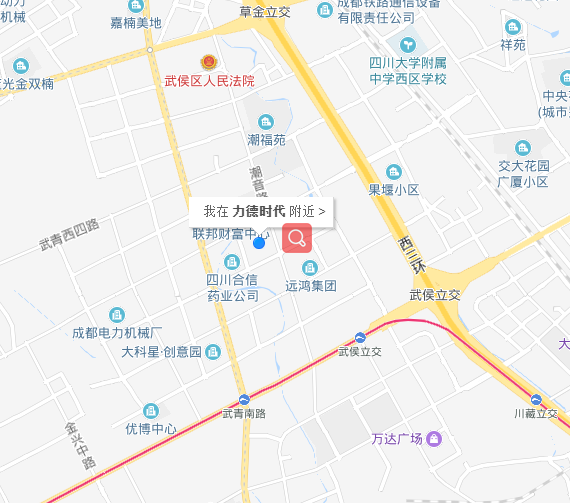 动力
机械
嘉楠美地
草金立交
成都铁路通信设备
有限责任公司
祥苑
四川大学附属
中学西区学校
光金双楠
武侯区人民法院
中央
(城市
潮福苑
交大花园
广厦小区
果堰小区
潮音路
我在 力德时代 附近 >
武青西四路
联邦财富中心
西三环
四川合信
药业公司
远鸿集团
武侯立交
成都电力机械厂
大科星·创意园
武侯立交
大
武青南路
川藏立交
优博中心
万达广场
金兴中路